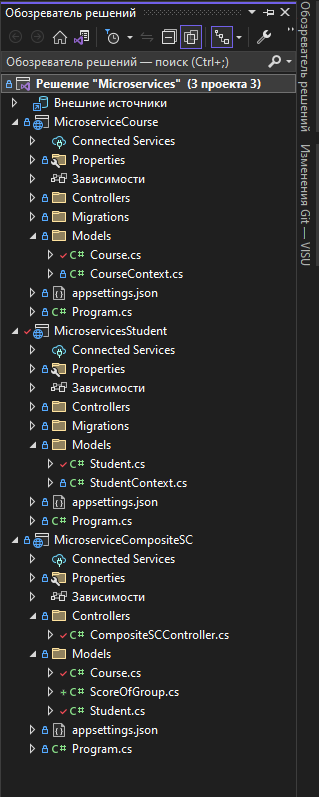 Обозреватель решений
Обозреватель решений — поиск (Ctrl+;)
Решение "Microservices" (3 проекта 3)
Внешние источники
MicroserviceCourse
Connected Services
Properties
Зависимости
Controllers
Migrations
Models
C# Course.cs
C# CourseContext.cs
appsettings.json
C# Program.cs
MicroservicesStudent
Connected Services
Properties
Зависимости
Controllers
Migrations
Models
C# Student.cs
C# StudentContext.cs
appsettings.json
C# Program.cs
MicroserviceCompositeSC
Connected Services
Properties
Зависимости
Controllers
C# CompositeSCController.cs
Models
C# Course.cs
C# ScoreOfGroup.cs
C# Student.cs
appsettings.json
C# Program.cs
Обозреватель решений
Изменения Git — VISU